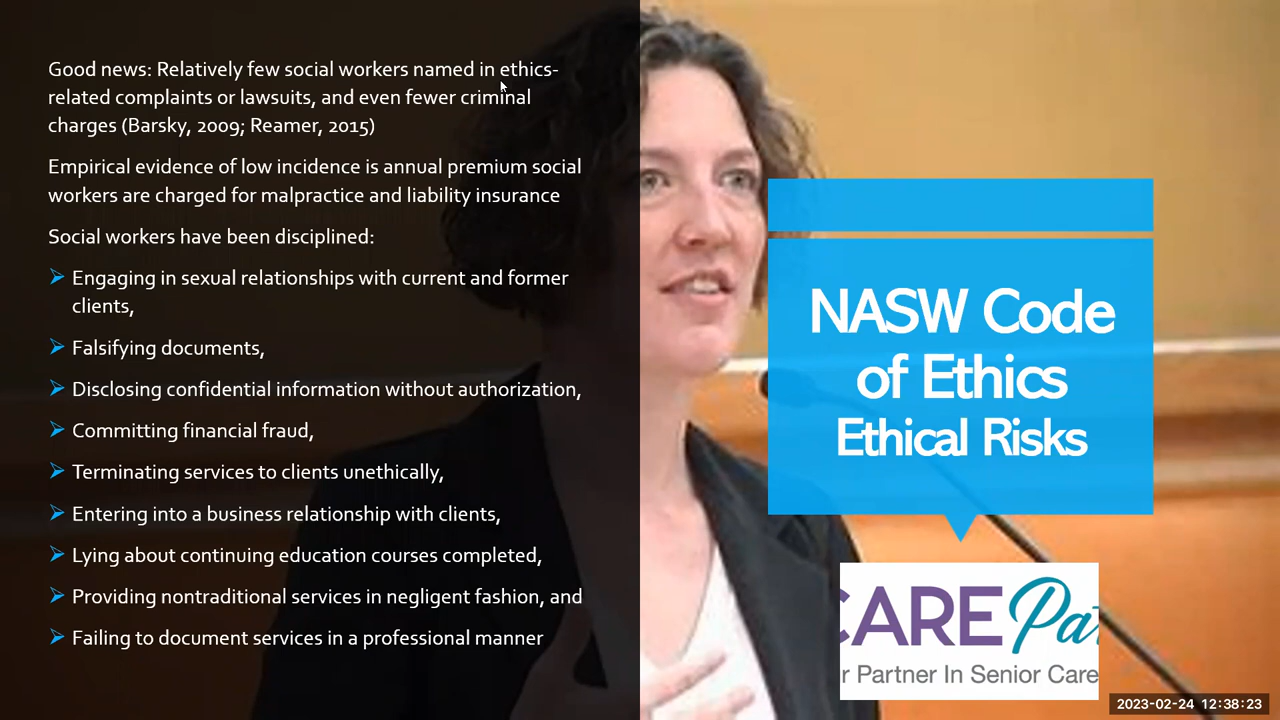 Good news: Relatively few social workers named in ethics-
related complaints or lawsuits, and even fewer criminal
charges (Barsky, 2009; Reamer, 2015)
Empirical evidence of low incidence is annual premium social
workers are charged for malpractice and liability insurance
Social workers have been disciplined:
Engaging in sexual relationships with current and former
clients,
Falsifying documents,
Disclosing confidential information without authorization,
Committing financial fraud,
Terminating services to clients unethically,
Entering into a business relationship with clients,
Lying about continuing education courses completed,
Providing nontraditional services in negligent fashion, and
Failing to document services in a professional manner
NASW Code
of Ethics
Ethical Risks
CARE Pat
r Partner In Senior Care
2023-02-24 12:38:23